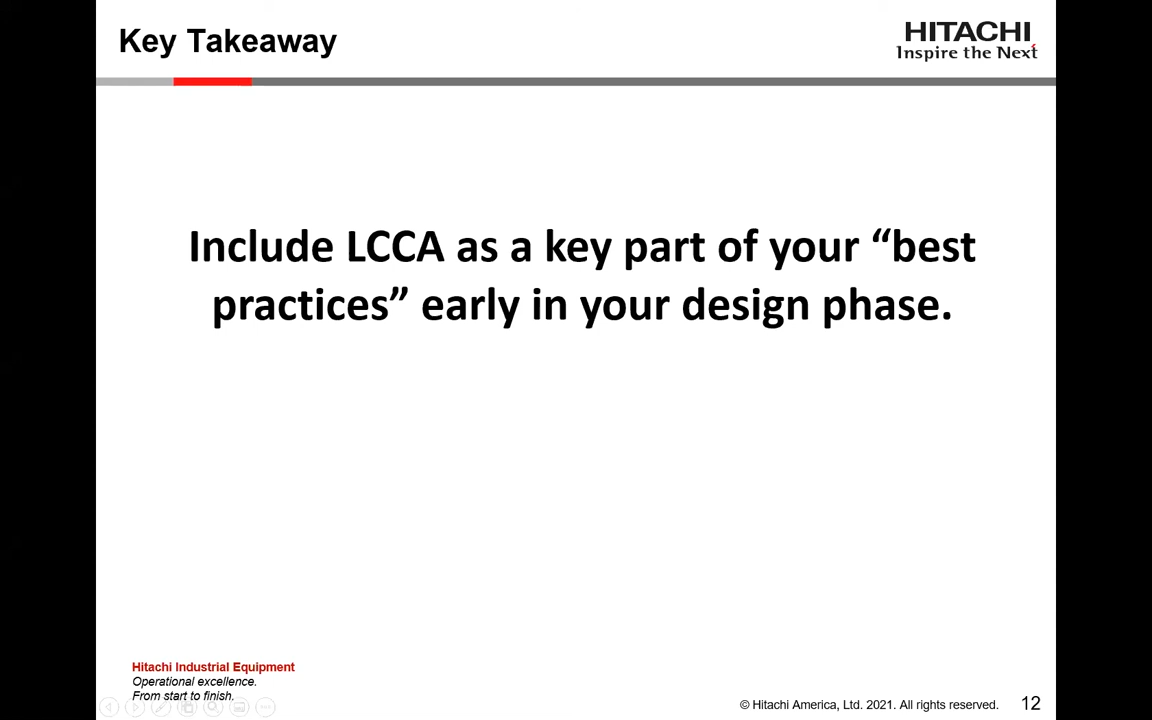 Key Takeaway
HITACHI
Inspire the Next
Include LCCA as a key part of your “best
practices” early in your design phase.
Hitachi Industrial Equipment
Operational excellence.
From start to finish.
© Hitachi America, Ltd. 2021. All rights reserved.
12